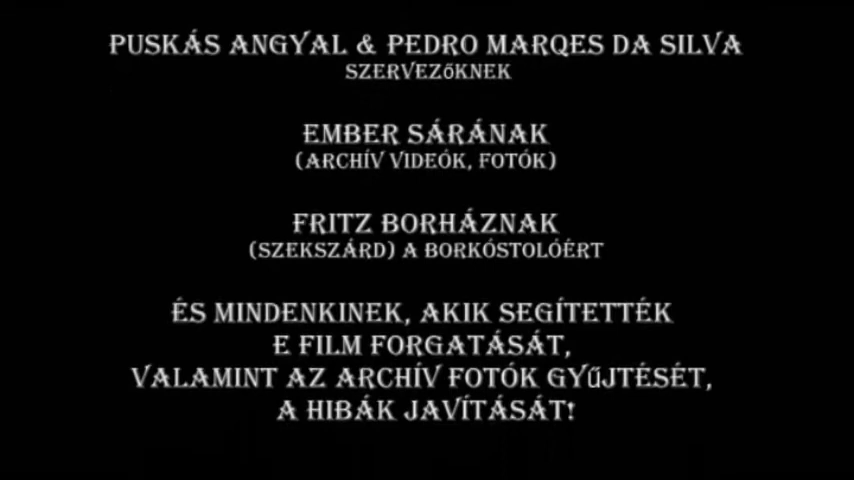 PUSKÁS ANGYAL & PEDRO MARQES DA SILVA
SZERVEZŐKNEK
EMBER SÁRÁNAK
(ARCHÍV VIDEÓK, FOTÓK)
FRITZ BORHÁZNAK
(SZEKSZÁRD) A BORKÓSTOLÓÉRT
ÉS MINDENKINEK, AKIK SEGÍTETTÉK
E FILM FORGATÁSÁT,
VALAMINT AZ ARCHÍV FOTÓK GYŰJTÉSÉT,
A HIBÁK JAVÍTÁSÁT!